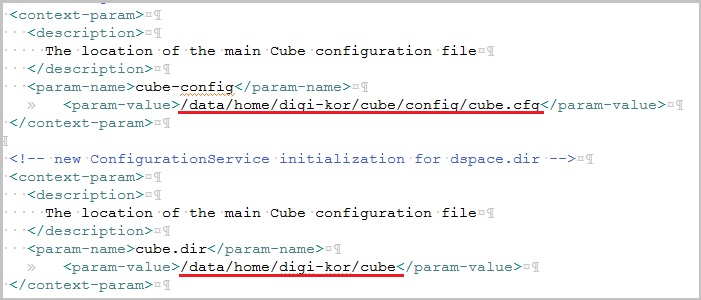 <context-param>
<description>
The location of the main Cube configuration file
</description>
<param-name>cube-config</param-name>
<param-value>/data/home/digi-kor/cube/config/cube.cfg</param-value>
</context-param>
<!-- new ConfigurationService initialization for dspace.dir -->
<context-param>
<description>
The location of the main Cube configuration file
</description>
<param-name>cube.dir</param-name>
<param-value>/data/home/digi-kor/cube</param-value>
</context-param>